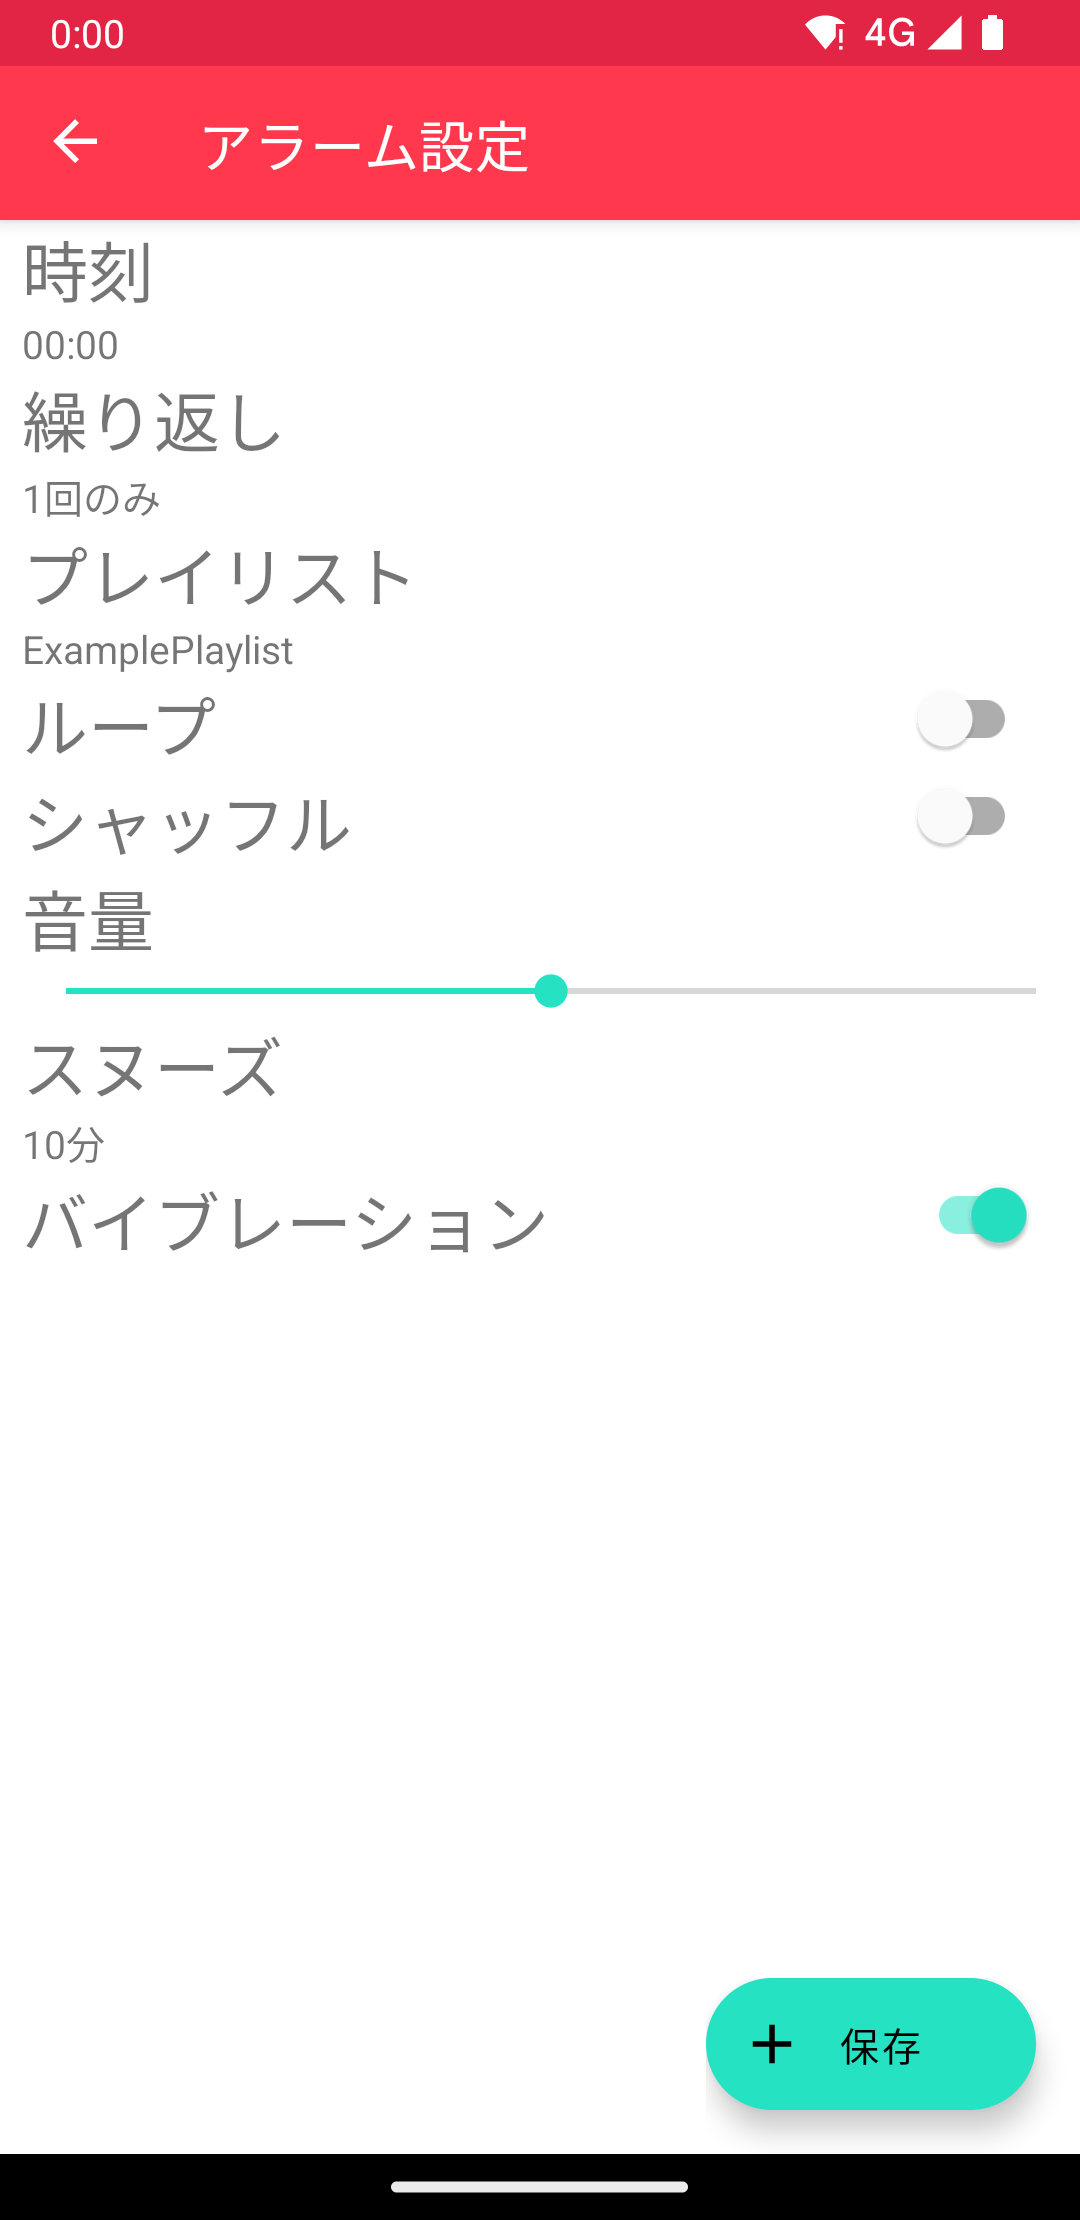 0:00
4G
アラーム設定
時刻
00:00
繰り返し
1回のみ
プレイリスト
ExamplePlaylist
ループ
シャッフル
音量
スヌーズ
10分
バイブレーション
保存